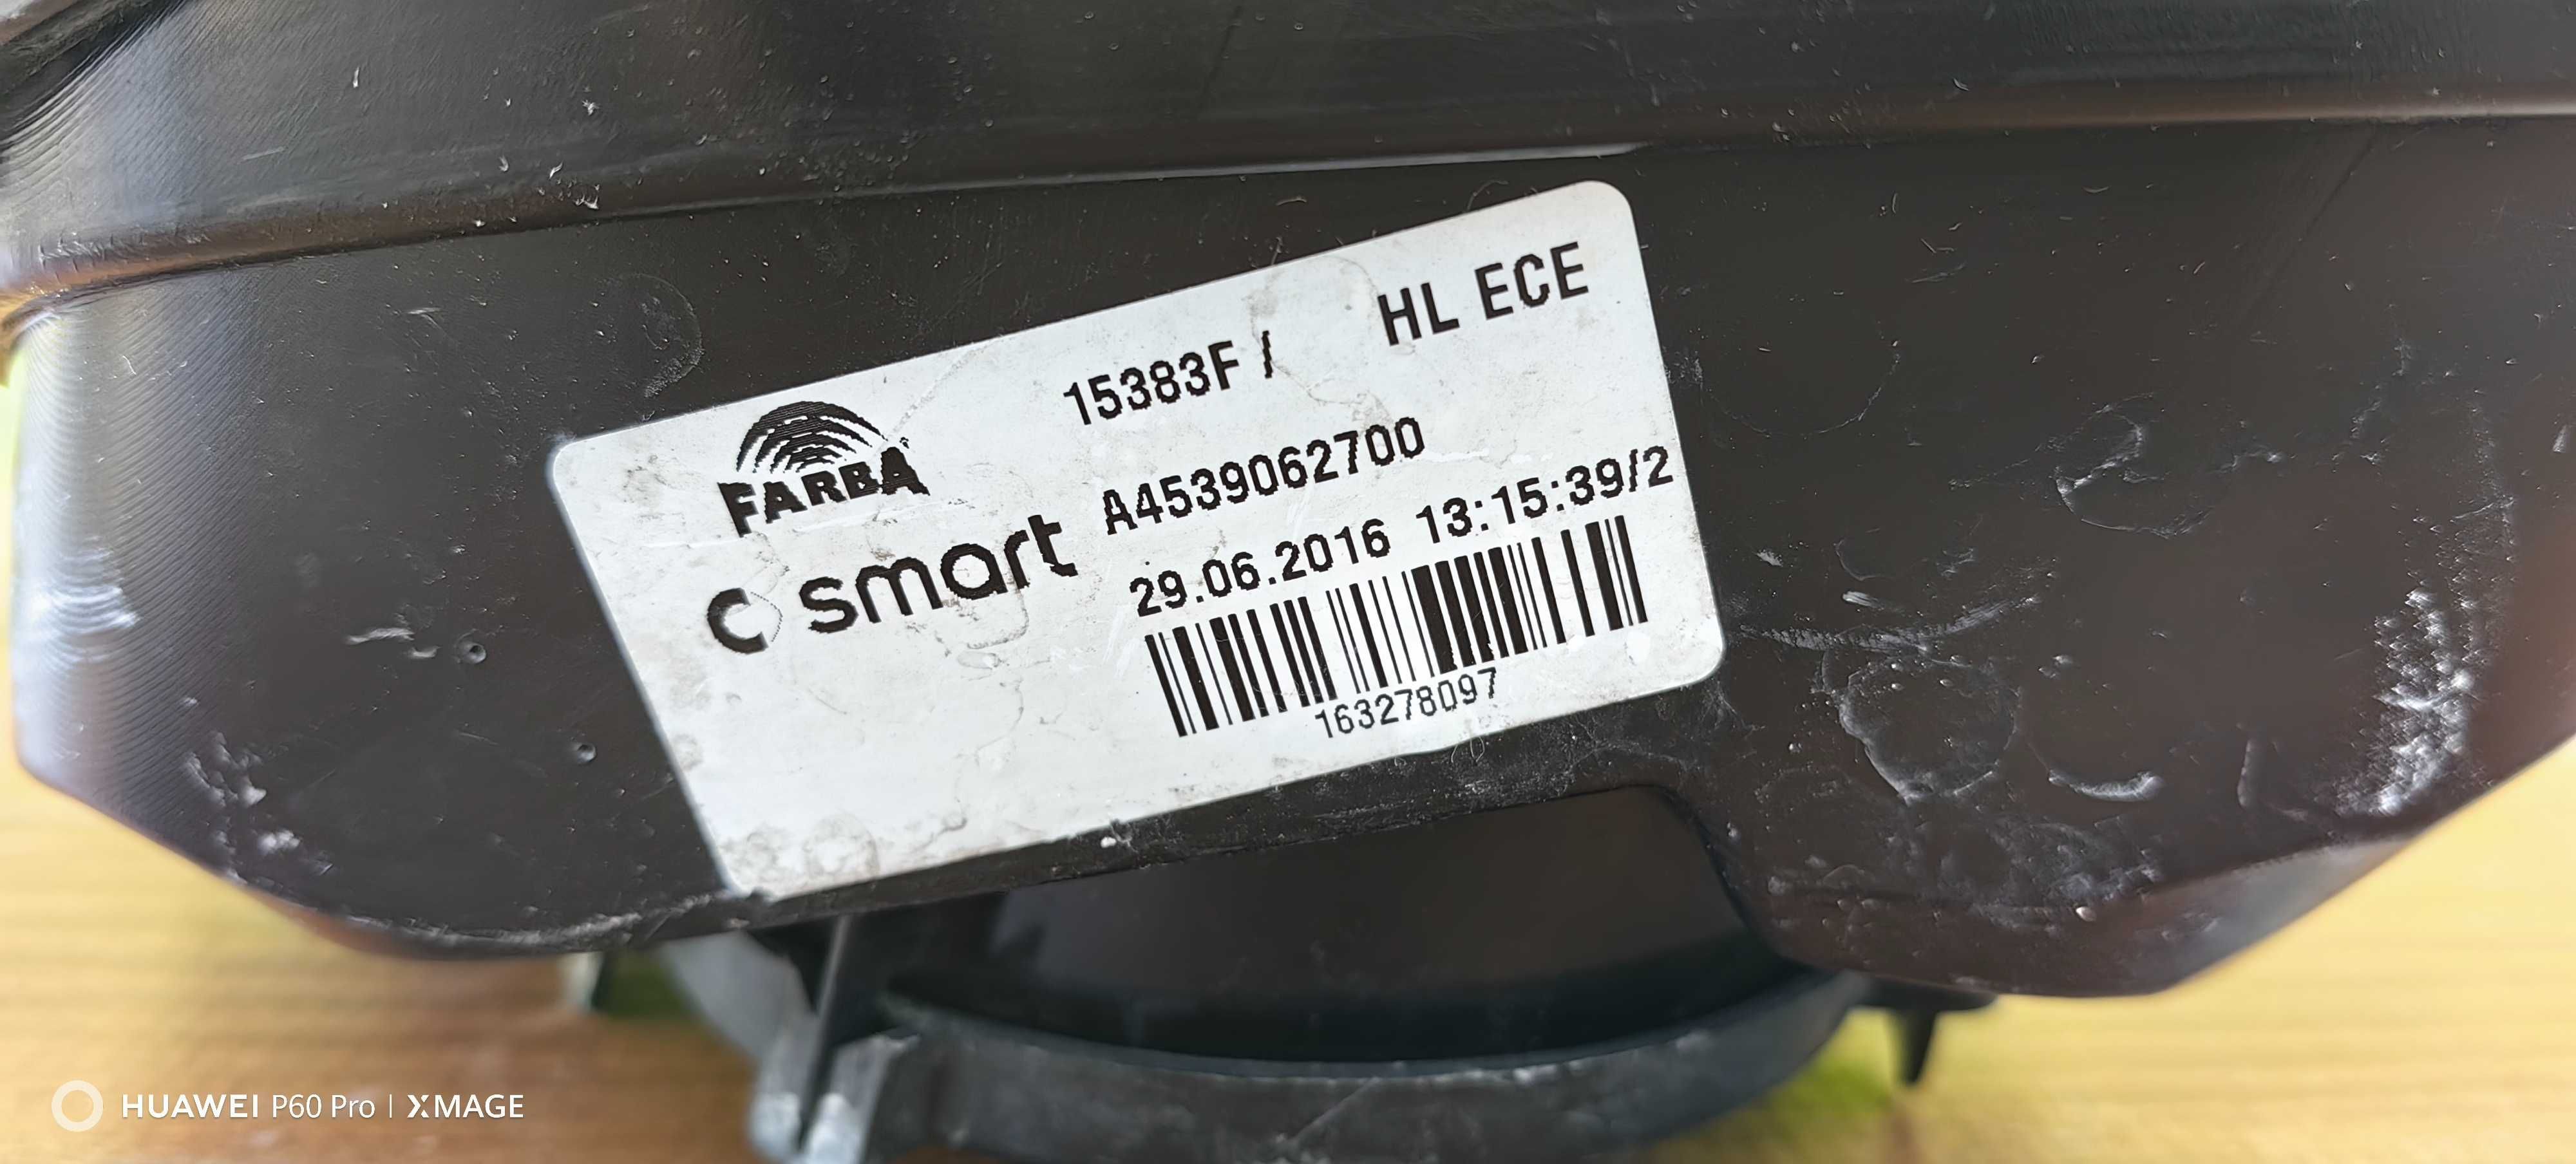 15383F / HL ECE
FARBA
A4539062700
smart
29.06.2016 13:15:39/2
163278097
HUAWEI P60 Pro | XMAGE